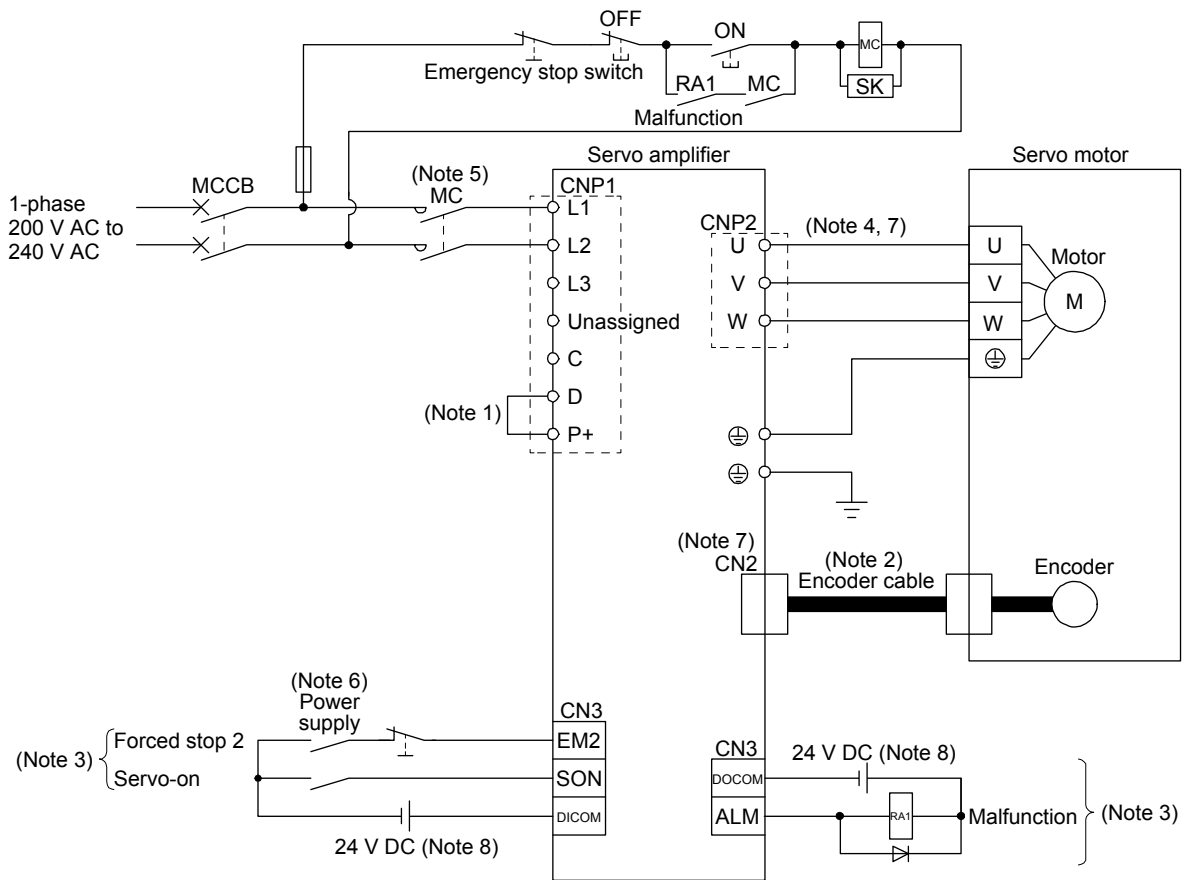 OFF
ON
MC
Emergency stop switch
SK
RA1
MC
Malfunction
Servo amplifier
Servo motor
MCCB
(Note 5)
MC
CNP1
1-phase
200 V AC to
240 V AC
L1
L2
L3
Unassigned
C
D
P+
(Note 1)
CNP2
U
V
W
(Note 4, 7)
U
V
W
Motor
M
(Note 7)
CN2
(Note 2)
Encoder cable
Encoder
(Note 6)
Power
supply
CN3
(Note 3)
Forced stop 2
Servo-on
EM2
SON
DICOM
24 V DC (Note 8)
CN3
24 V DC (Note 8)
DOCOM
ALM
RA1
Malfunction
(Note 3)